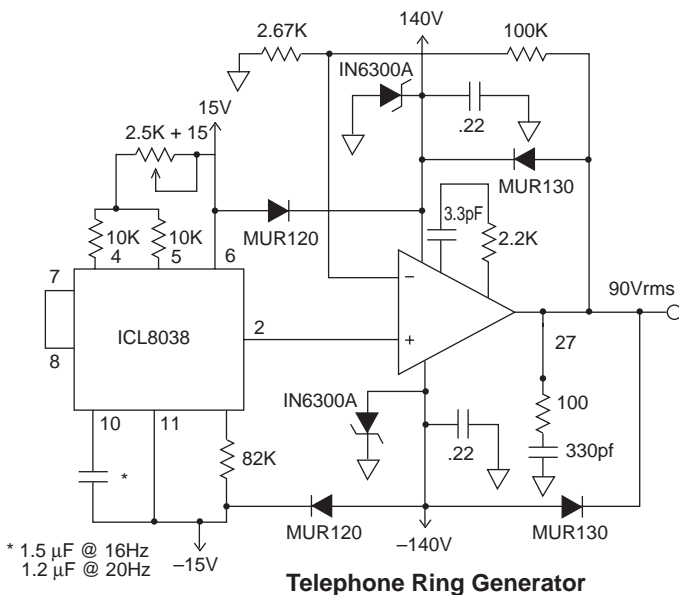 2.67K
140V
100K
IN6300A
15V
.22
2.5K + 15
MUR130
3.3pF
MUR120
2.2K
10K
10K
4
5
6
7
8
ICL8038
2
−
+
90Vrms
27
10
11
IN6300A
100
330pf
82K
.22
*
MUR120
MUR130
–15V
–140V
* 1.5 μF @ 16Hz
1.2 μF @ 20Hz
Telephone Ring Generator